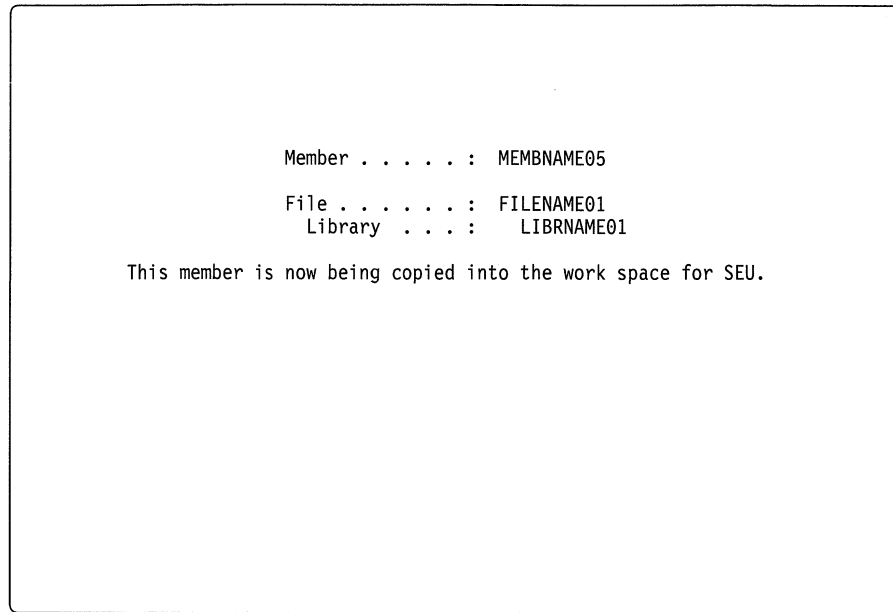 Member . . . . . :  MEMBNAME05
File . . . . . . :  FILENAME01
Library  . . . :  LIBRNAME01
This member is now being copied into the work space for SEU.